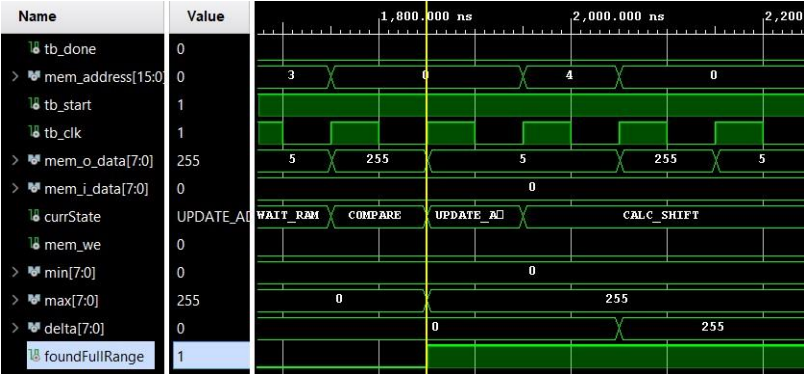 Name Value 1,800.000 ns 2,000.000 ns 2,200
tb_done 0
mem_address[15:0] 0 3 0 4 0
tb_start 1
tb_clk 1
mem_o_data[7:0] 255 5 255 5 255 5
mem_i_data[7:0] 0 0
currState UPDATE_AD WAIT_RAM COMPARE UPDATE_A□ CALC_SHIFT
mem_we 0
min[7:0] 0 0
max[7:0] 255 0 255
delta[7:0] 0 0 255
foundFullRange 1